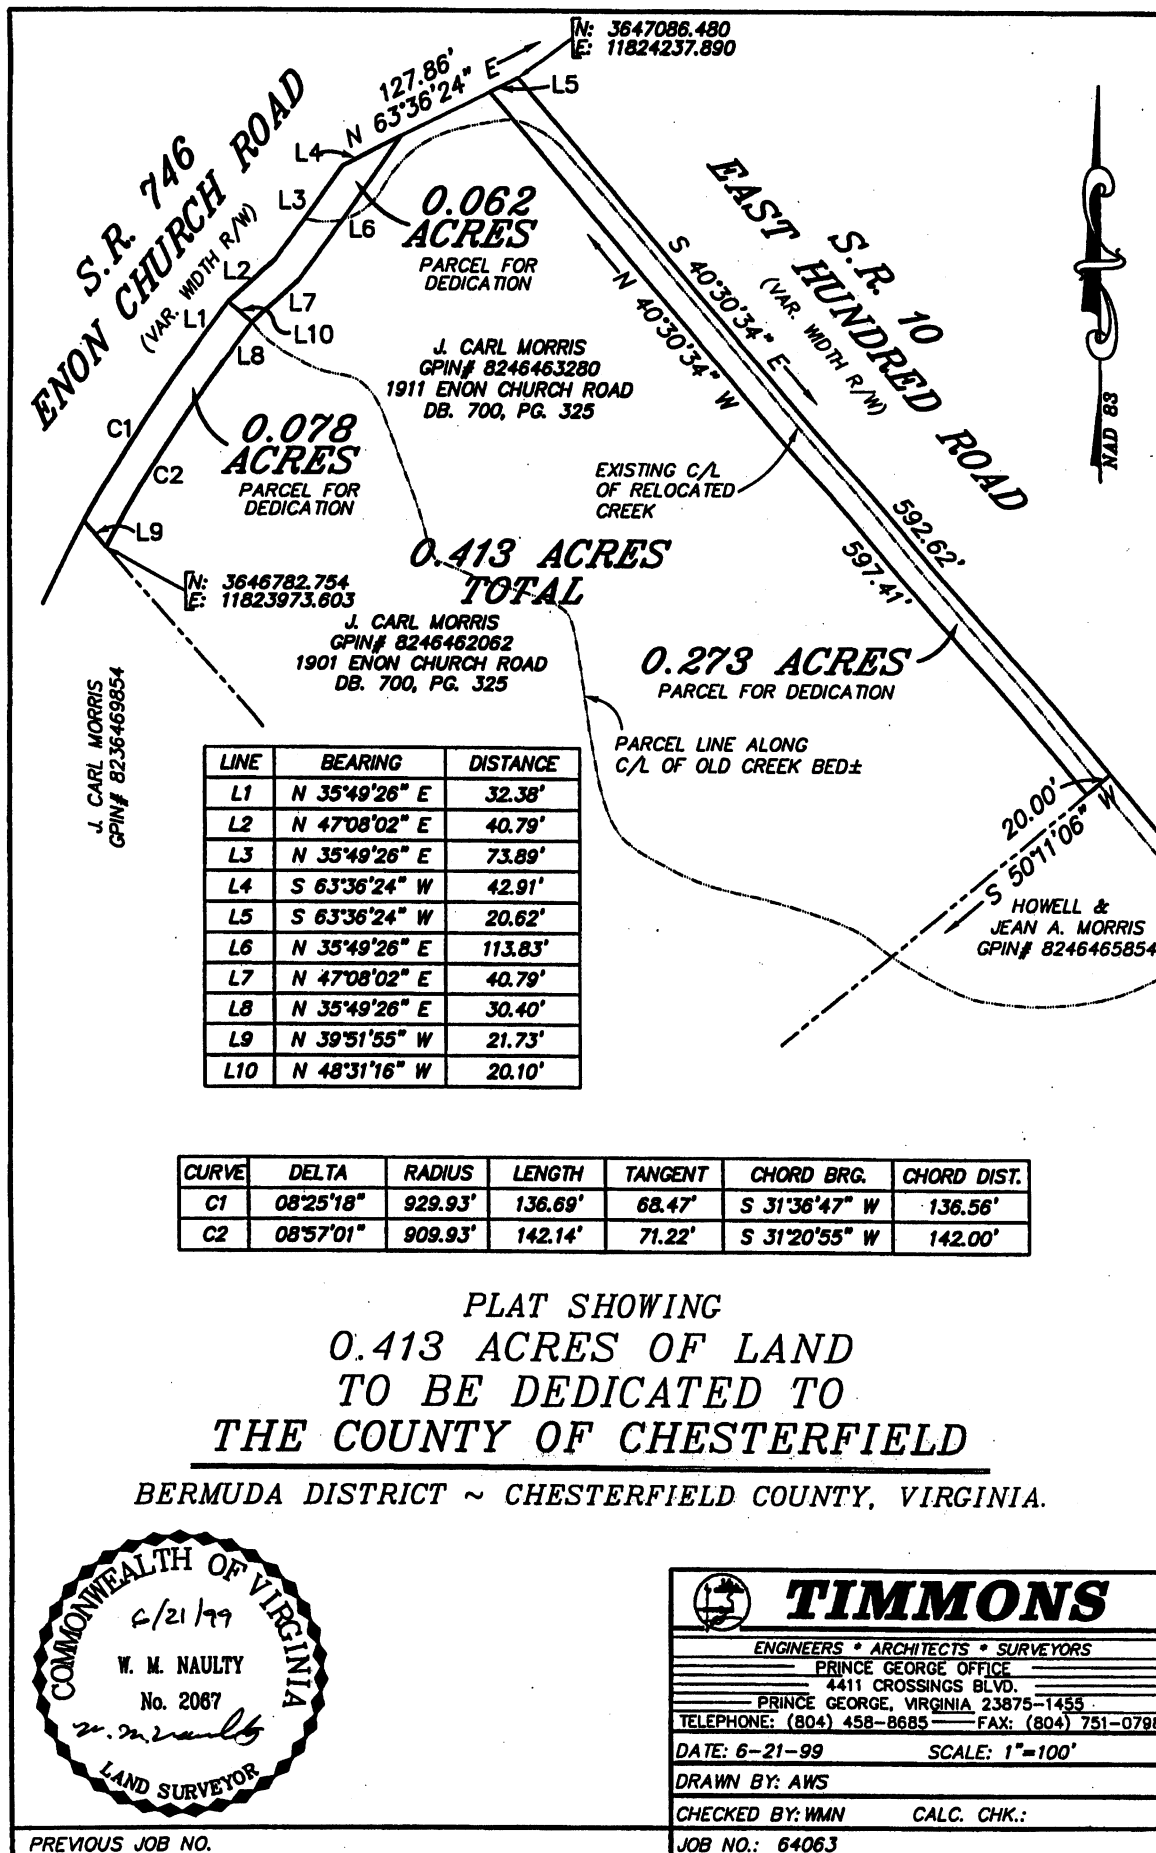 N: 3647086.480
E: 11824237.890
127.86'
N 63°36'24" E
L5
L4
L3
L6
L2
L7
L1
L10
L8
C1
C2
L9
S.R. 746
ENON CHURCH ROAD
(VAR. WIDTH R/W)
0.062
ACRES
PARCEL FOR
DEDICATION
S.R. 10
EAST HUNDRED ROAD
(VAR. WIDTH R/W)
S 40°30'34" E
N 40°30'34" W
592.62'
597.41'
NAD 83
J. CARL MORRIS
GPIN# 8246463280
1911 ENON CHURCH ROAD
DB. 700, PG. 325
0.078
ACRES
PARCEL FOR
DEDICATION
EXISTING C/L
OF RELOCATED
CREEK
0.413 ACRES
TOTAL
N: 3646782.754
E: 11823973.603
J. CARL MORRIS
GPIN# 8246462062
1901 ENON CHURCH ROAD
DB. 700, PG. 325
0.273 ACRES
PARCEL FOR DEDICATION
J. CARL MORRIS
GPIN# 8236469854
PARCEL LINE ALONG
C/L OF OLD CREEK BED±
20.00'
S 50°11'06" W
HOWELL &
JEAN A. MORRIS
GPIN# 8246465854
LINE BEARING DISTANCE
L1 N 35°49'26" E 32.38'
L2 N 47°08'02" E 40.79'
L3 N 35°49'26" E 73.89'
L4 S 63°36'24" W 42.91'
L5 S 63°36'24" W 20.62'
L6 N 35°49'26" E 113.83'
L7 N 47°08'02" E 40.79'
L8 N 35°49'26" E 30.40'
L9 N 39°51'55" W 21.73'
L10 N 48°31'16" W 20.10'
CURVE DELTA RADIUS LENGTH TANGENT CHORD BRG. CHORD DIST.
C1 08°25'18" 929.93' 136.69' 68.47' S 31°36'47" W 136.56'
C2 08°57'01" 909.93' 142.14' 71.22' S 31°20'55" W 142.00'
PLAT SHOWING
0.413 ACRES OF LAND
TO BE DEDICATED TO
THE COUNTY OF CHESTERFIELD
BERMUDA DISTRICT ~ CHESTERFIELD COUNTY, VIRGINIA.
COMMONWEALTH OF VIRGINIA
6/21/99
W. M. NAULTY
No. 2067
W. M. Naulty
LAND SURVEYOR
TIMMONS
ENGINEERS * ARCHITECTS * SURVEYORS
PRINCE GEORGE OFFICE
4411 CROSSINGS BLVD.
PRINCE GEORGE, VIRGINIA 23875-1455
TELEPHONE: (804) 458-8685 FAX: (804) 751-0798
DATE: 6-21-99 SCALE: 1"=100'
DRAWN BY: AWS
CHECKED BY: WMN CALC. CHK.:
PREVIOUS JOB NO.
JOB NO.: 64063